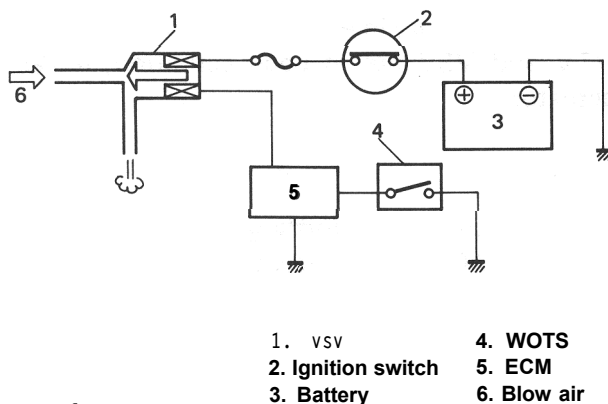 1
2
6
⊕ ⊖
3
4
5
1. VSV
2. Ignition switch
3. Battery
4. WOTS
5. ECM
6. Blow air